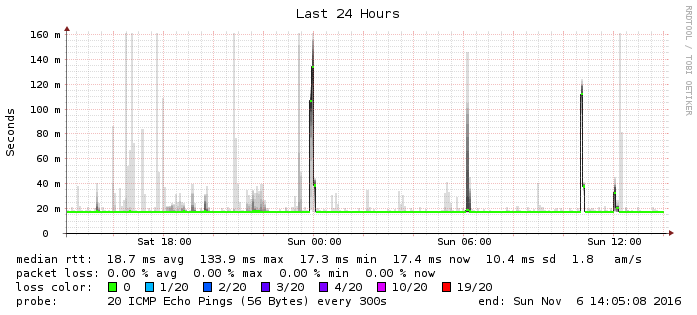 Last 24 Hours
RRDTOOL / TOBI OETIKER
Seconds
160 m
140 m
120 m
100 m
80 m
60 m
40 m
20 m
0
Sat 18:00 Sun 00:00 Sun 06:00 Sun 12:00
median rtt: 18.7 ms avg 133.9 ms max 17.3 ms min 17.4 ms now 10.4 ms sd 1.8 am/s
packet loss: 0.00 % avg 0.00 % max 0.00 % min 0.00 % now
loss color: 0 1/20 2/20 3/20 4/20 10/20 19/20
probe: 20 ICMP Echo Pings (56 Bytes) every 300s end: Sun Nov 6 14:05:08 2016